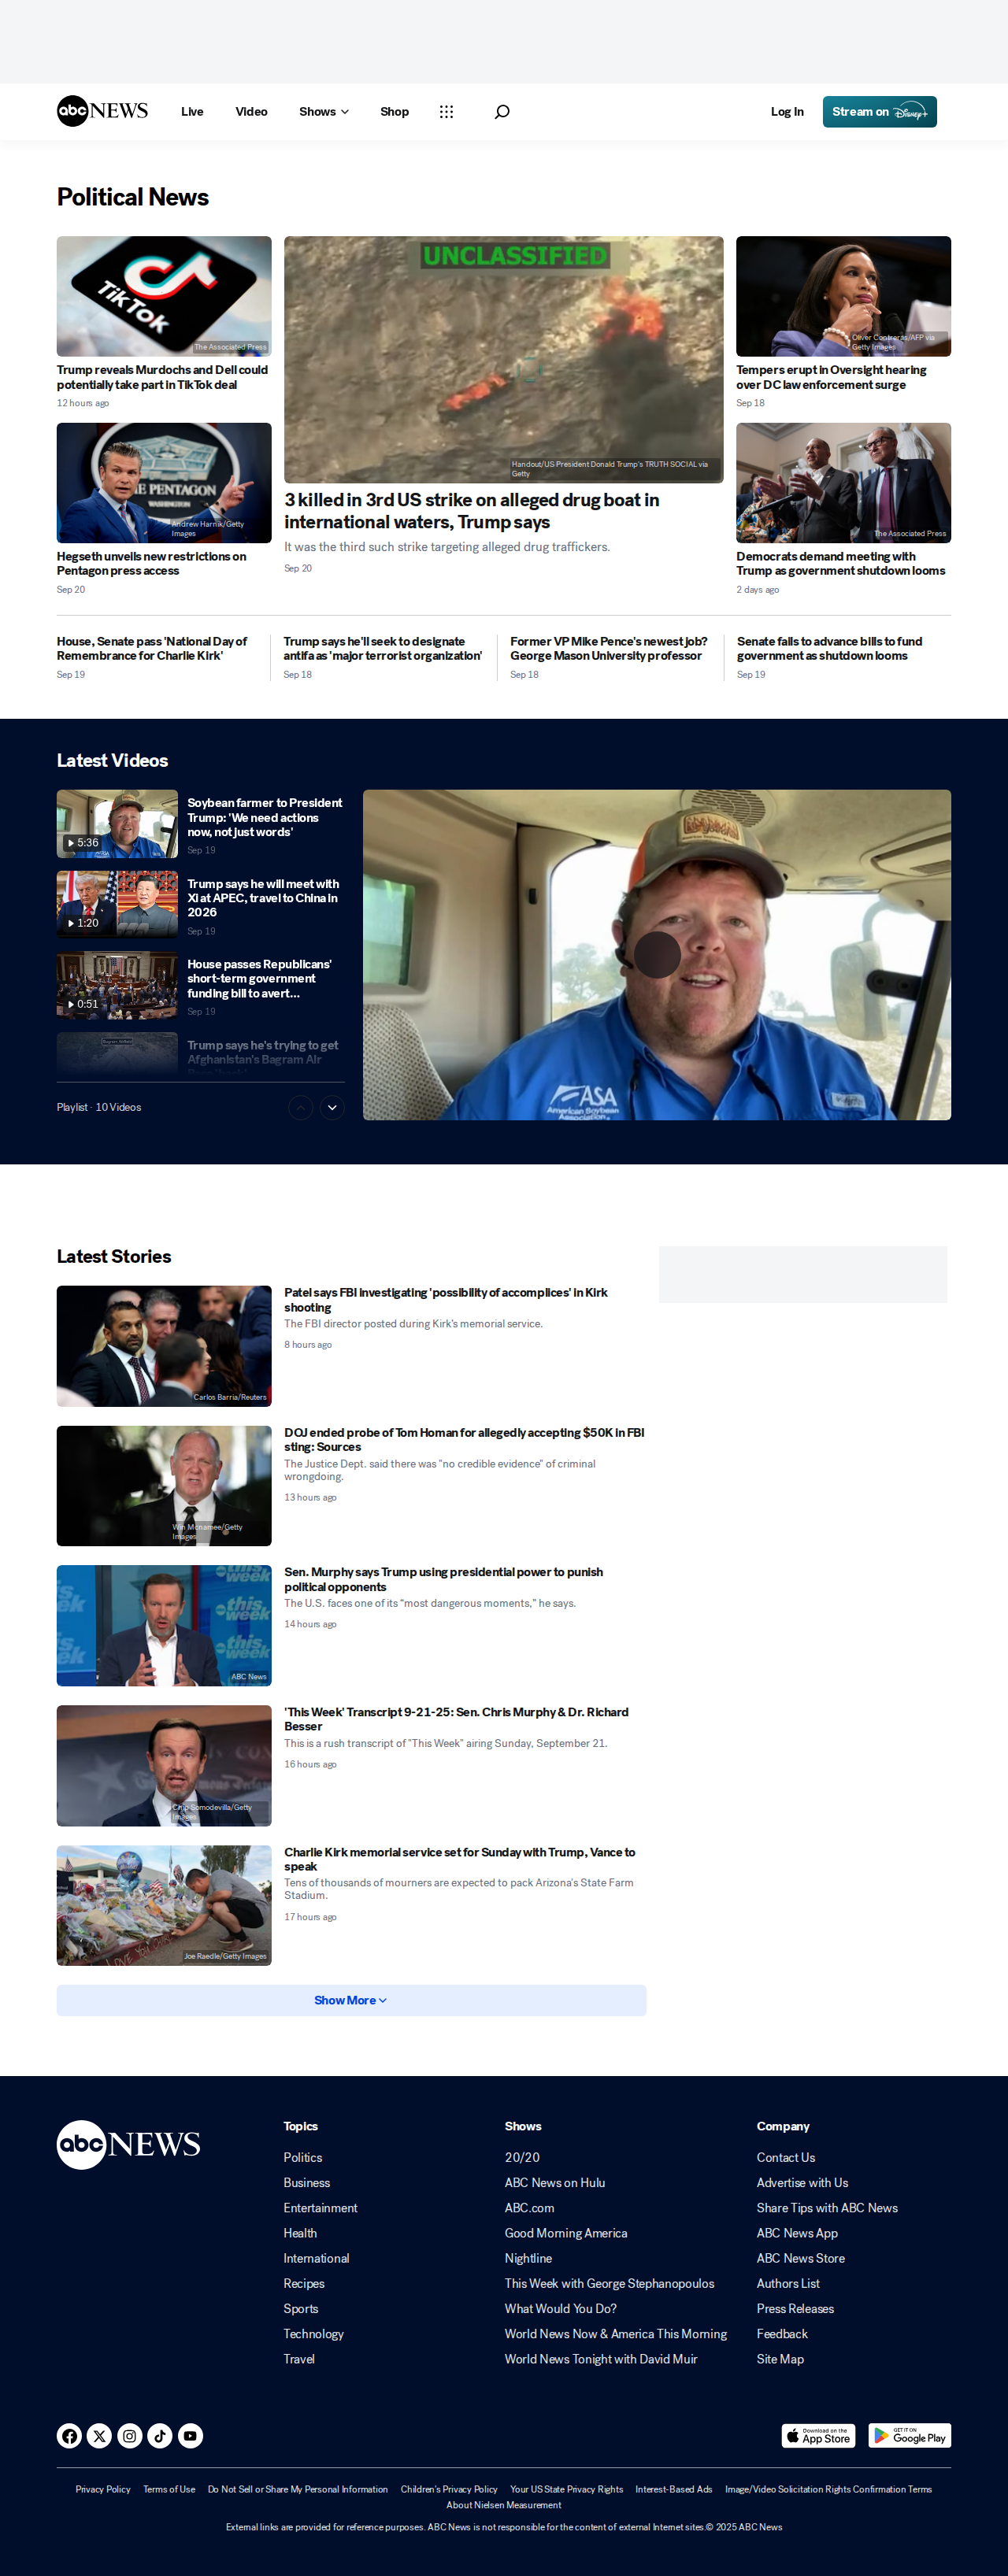 abc NEWS
Live
Video
Shows
Shop
Log In
Stream on Disney+
Political News
TikTok
The Associated Press
Trump reveals Murdochs and Dell could
potentially take part in TikTok deal
12 hours ago
THE PENTAGON
Andrew Harnik/Getty
Images
Hegseth unveils new restrictions on
Pentagon press access
Sep 20
UNCLASSIFIED
Handout/US President Donald Trump's TRUTH SOCIAL via
Getty
3 killed in 3rd US strike on alleged drug boat in
international waters, Trump says
It was the third such strike targeting alleged drug traffickers.
Sep 20
Oliver Contreras/AFP via
Getty Images
Tempers erupt in Oversight hearing
over DC law enforcement surge
Sep 18
The Associated Press
Democrats demand meeting with
Trump as government shutdown looms
2 days ago
House, Senate pass 'National Day of
Remembrance for Charlie Kirk'
Sep 19
Trump says he'll seek to designate
antifa as 'major terrorist organization'
Sep 18
Former VP Mike Pence's newest job?
George Mason University professor
Sep 18
Senate fails to advance bills to fund
government as shutdown looms
Sep 19
Latest Videos
5:36
Soybean farmer to President
Trump: 'We need actions
now, not just words'
Sep 19
1:20
Trump says he will meet with
Xi at APEC, travel to China in
2026
Sep 19
0:51
House passes Republicans'
short-term government
funding bill to avert...
Sep 19
Trump says he's trying to get
Afghanistan's Bagram Air
Playlist · 10 Videos
ASA
American Soybean
Association
Latest Stories
Carlos Barria/Reuters
Patel says FBI investigating 'possibility of accomplices' in Kirk
shooting
The FBI director posted during Kirk's memorial service.
8 hours ago
Win Mcnamee/Getty
Images
DOJ ended probe of Tom Homan for allegedly accepting $50K in FBI
sting: Sources
The Justice Dept. said there was "no credible evidence" of criminal
wrongdoing.
13 hours ago
this
week
ABC News
Sen. Murphy says Trump using presidential power to punish
political opponents
The U.S. faces one of its “most dangerous moments,” he says.
14 hours ago
Chip Somodevilla/Getty
Images
'This Week' Transcript 9-21-25: Sen. Chris Murphy & Dr. Richard
Besser
This is a rush transcript of "This Week" airing Sunday, September 21.
16 hours ago
Joe Raedle/Getty Images
Charlie Kirk memorial service set for Sunday with Trump, Vance to
speak
Tens of thousands of mourners are expected to pack Arizona's State Farm
Stadium.
17 hours ago
Show More
abc NEWS
Topics
Politics
Business
Entertainment
Health
International
Recipes
Sports
Technology
Travel
Shows
20/20
ABC News on Hulu
ABC.com
Good Morning America
Nightline
This Week with George Stephanopoulos
What Would You Do?
World News Now & America This Morning
World News Tonight with David Muir
Company
Contact Us
Advertise with Us
Share Tips with ABC News
ABC News App
ABC News Store
Authors List
Press Releases
Feedback
Site Map
Download on the
App Store
GET IT ON
Google Play
Privacy Policy
Terms of Use
Do Not Sell or Share My Personal Information
Children's Privacy Policy
Your US State Privacy Rights
Interest-Based Ads
Image/Video Solicitation Rights Confirmation Terms
About Nielsen Measurement
External links are provided for reference purposes. ABC News is not responsible for the content of external Internet sites.© 2025 ABC News